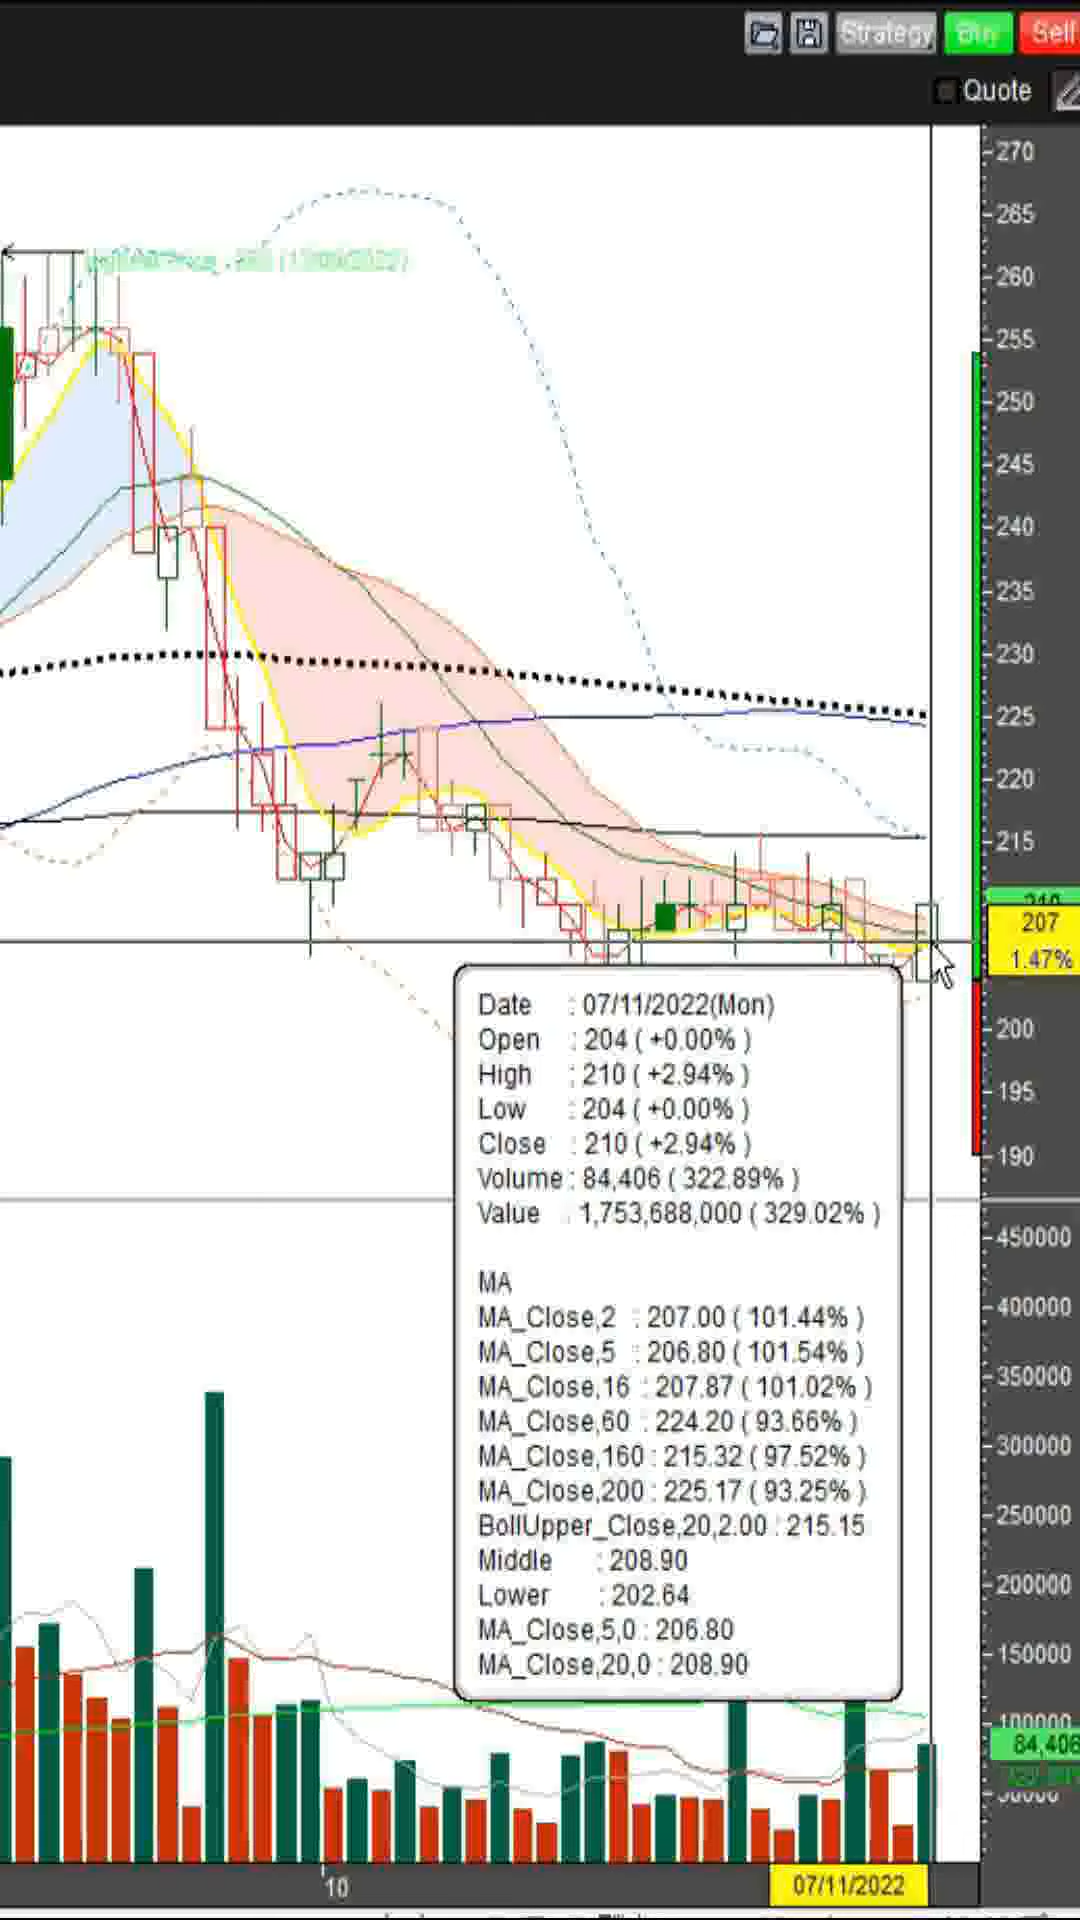 Strategy Buy Sell
Quote
270
265
260
255
250
245
240
235
230
225
220
215
210
207
1.47%
200
195
190
Date : 07/11/2022(Mon)
Open : 204 ( +0.00% )
High : 210 ( +2.94% )
Low : 204 ( +0.00% )
Close : 210 ( +2.94% )
Volume : 84,406 ( 322.89% )
Value : 1,753,688,000 ( 329.02% )
MA
MA_Close,2 : 207.00 ( 101.44% )
MA_Close,5 : 206.80 ( 101.54% )
MA_Close,16 : 207.87 ( 101.02% )
MA_Close,60 : 224.20 ( 93.66% )
MA_Close,160 : 215.32 ( 97.52% )
MA_Close,200 : 225.17 ( 93.25% )
BollUpper_Close,20,2.00 : 215.15
Middle : 208.90
Lower : 202.64
MA_Close,5,0 : 206.80
MA_Close,20,0 : 208.90
450000
400000
350000
300000
250000
200000
150000
100000
84,406
50000
10
07/11/2022